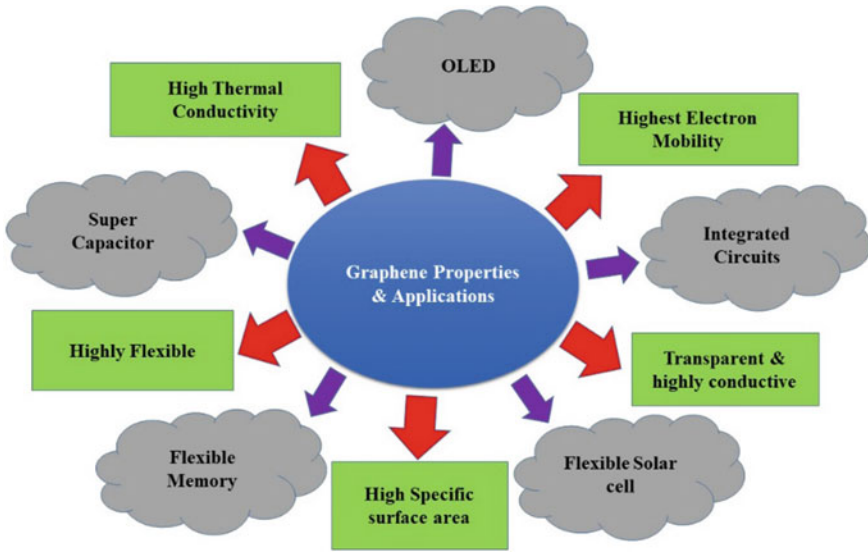 OLED
High Thermal
Conductivity
Highest Electron
Mobility
Super
Capacitor
Integrated
Circuits
Graphene Properties
& Applications
Highly Flexible
Transparent &
highly conductive
Flexible
Memory
High Specific
surface area
Flexible Solar
cell